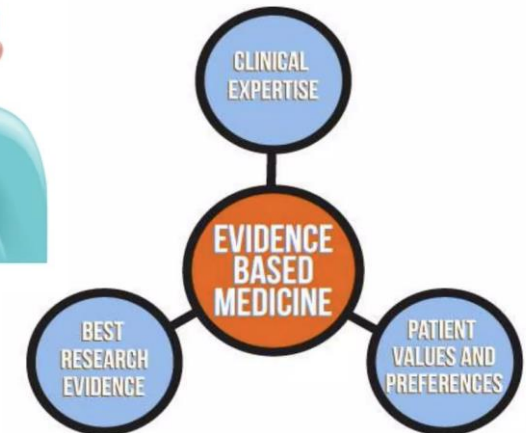 CLINICAL
EXPERTISE
EVIDENCE
BASED
MEDICINE
BEST
RESEARCH
EVIDENCE
PATIENT
VALUES AND
PREFERENCES